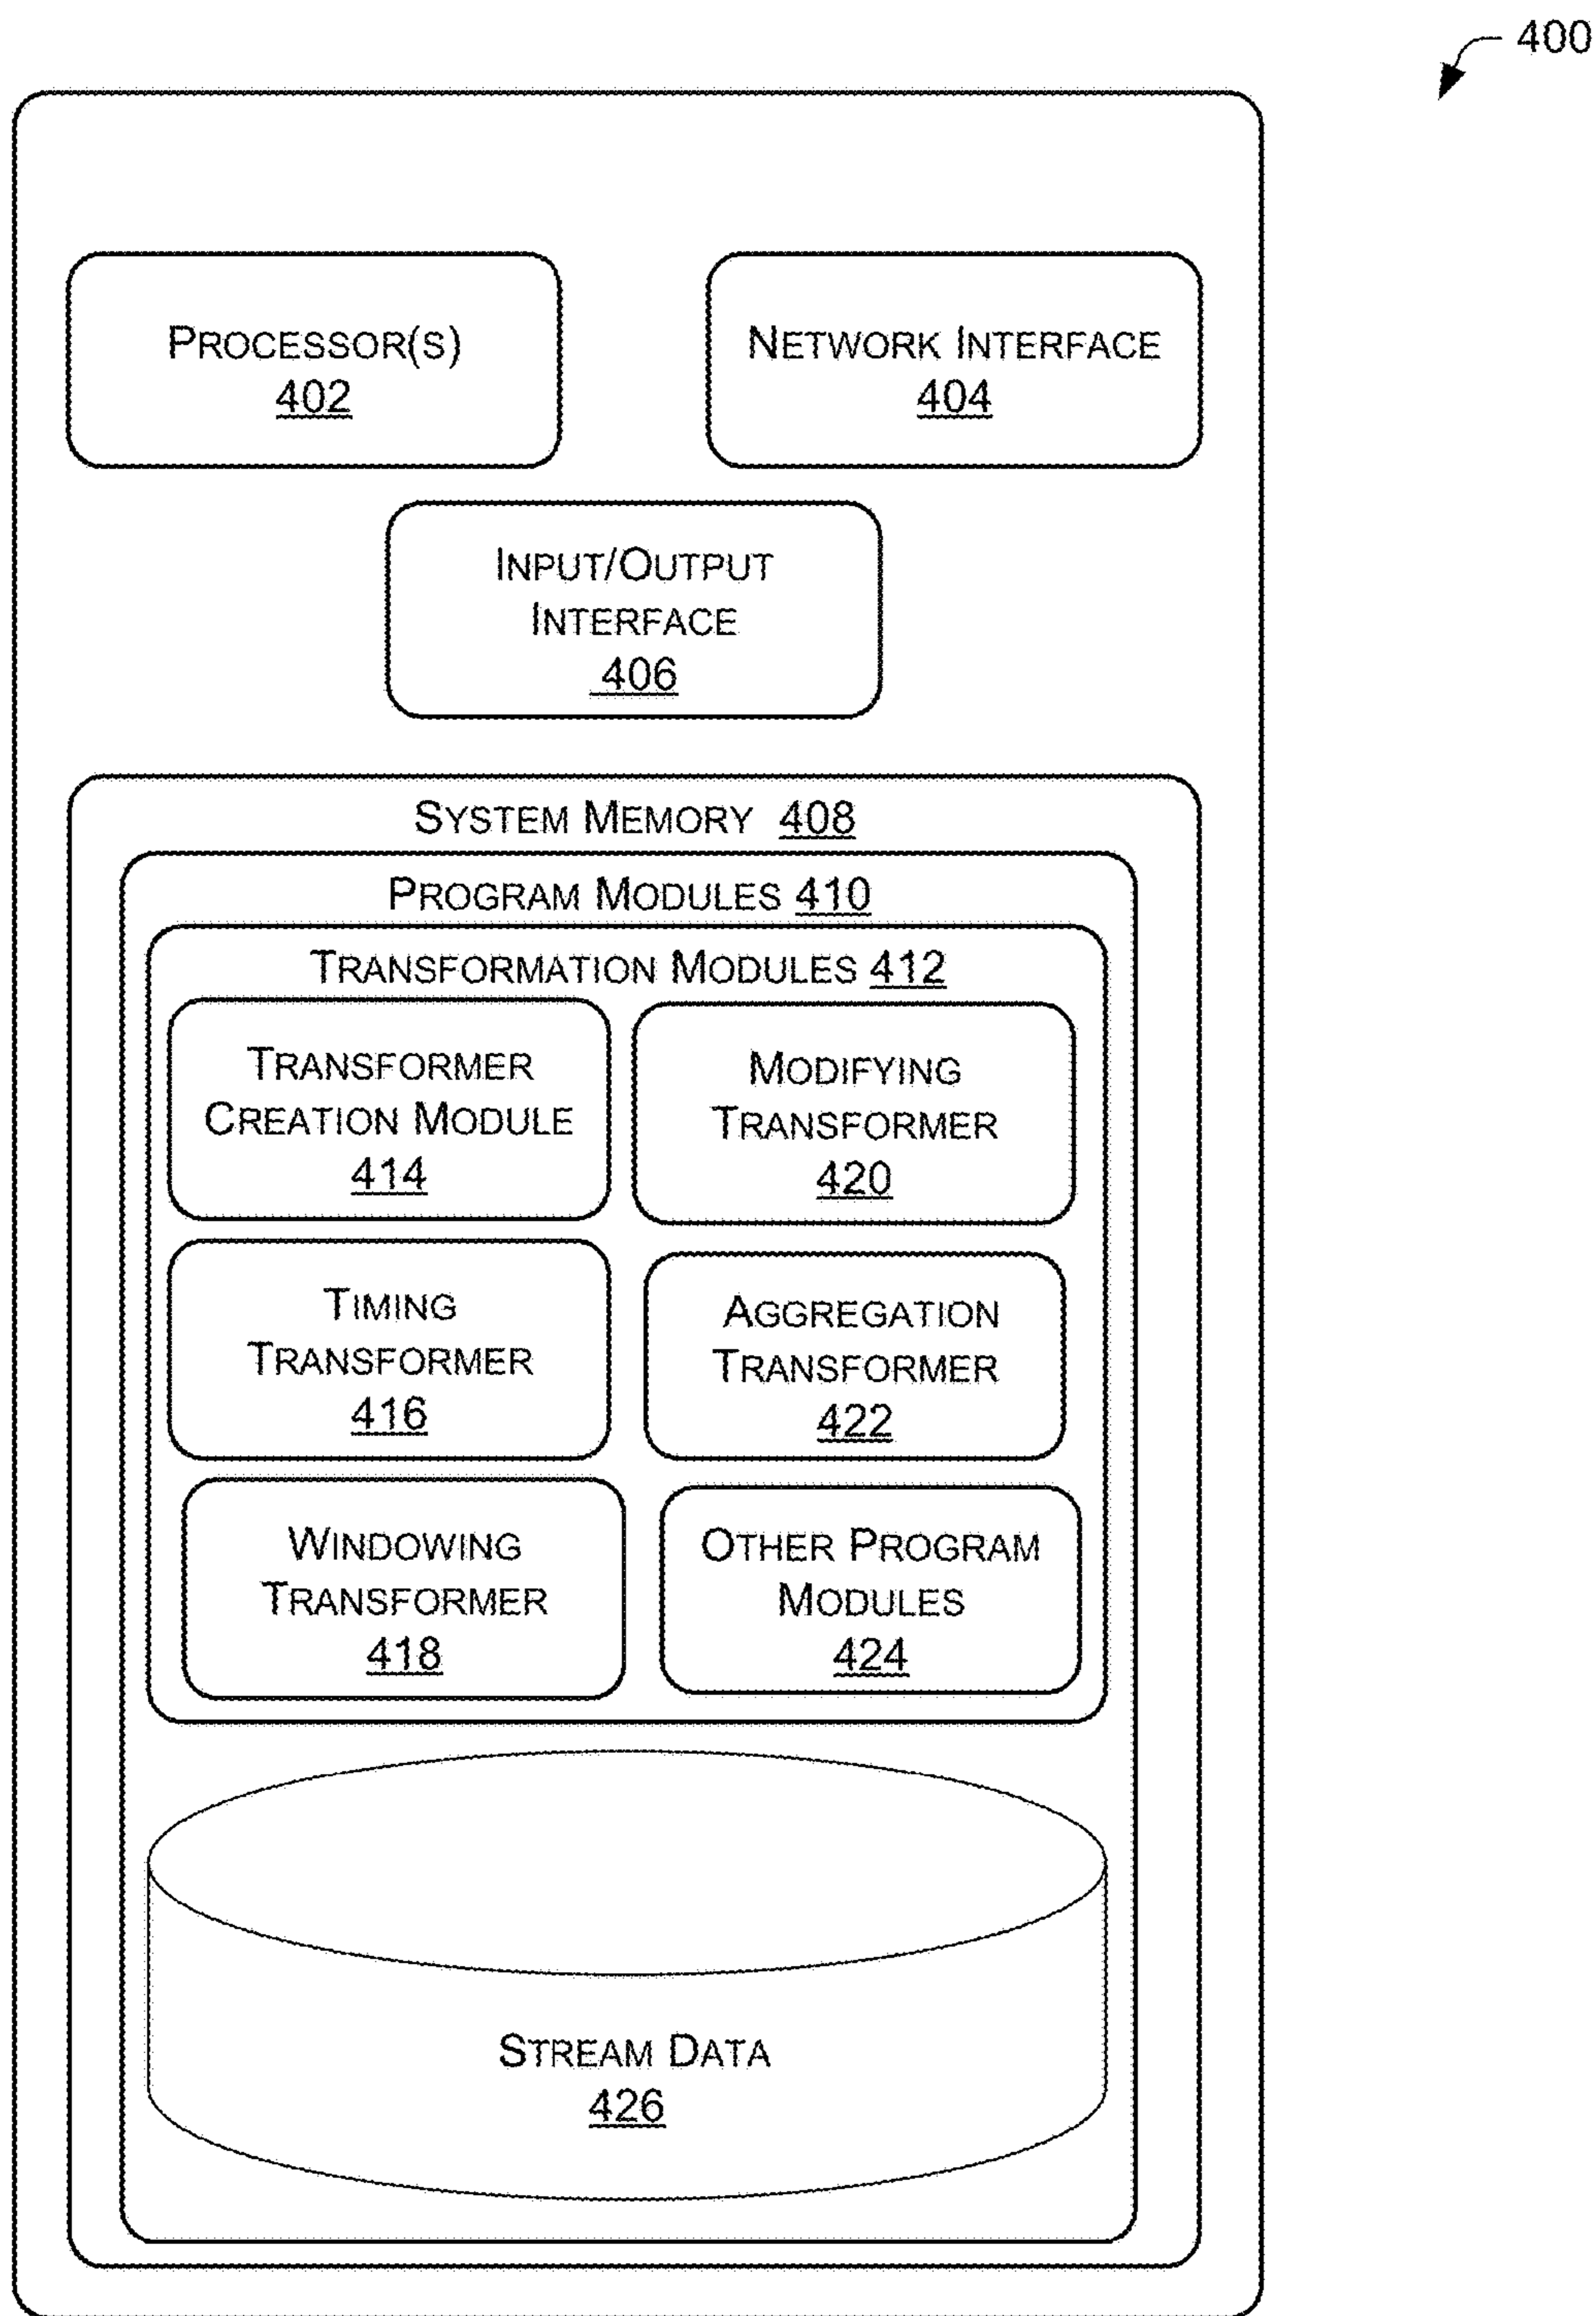 400
PROCESSOR(S)
402
NETWORK INTERFACE
404
INPUT/OUTPUT
INTERFACE
406
SYSTEM MEMORY 408
PROGRAM MODULES 410
TRANSFORMATION MODULES 412
TRANSFORMER
CREATION MODULE
414
MODIFYING
TRANSFORMER
420
TIMING
TRANSFORMER
416
AGGREGATION
TRANSFORMER
422
WINDOWING
TRANSFORMER
418
OTHER PROGRAM
MODULES
424
STREAM DATA
426